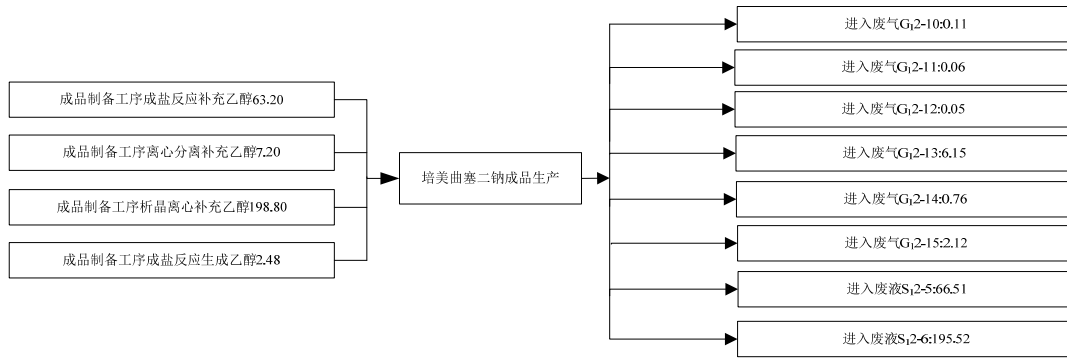 成品制备工序成盐反应补充乙醇63.20
成品制备工序离心分离补充乙醇7.20
成品制备工序析晶离心补充乙醇198.80
成品制备工序成盐反应生成乙醇2.48
培美曲塞二钠成品生产
进入废气G₁2-10:0.11
进入废气G₁2-11:0.06
进入废气G₁2-12:0.05
进入废气G₁2-13:6.15
进入废气G₁2-14:0.76
进入废气G₁2-15:2.12
进入废液S₁2-5:66.51
进入废液S₁2-6:195.52